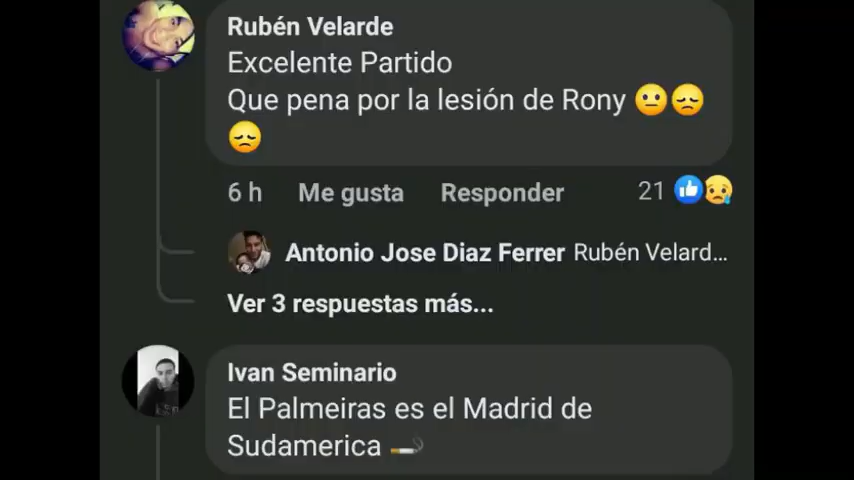 Rubén Velarde
Excelente Partido
Que pena por la lesión de Rony 😐😞
😞
6 h Me gusta Responder 21
Antonio Jose Diaz Ferrer Rubén Velard...
Ver 3 respuestas más...
Ivan Seminario
El Palmeiras es el Madrid de
Sudamerica 🚬